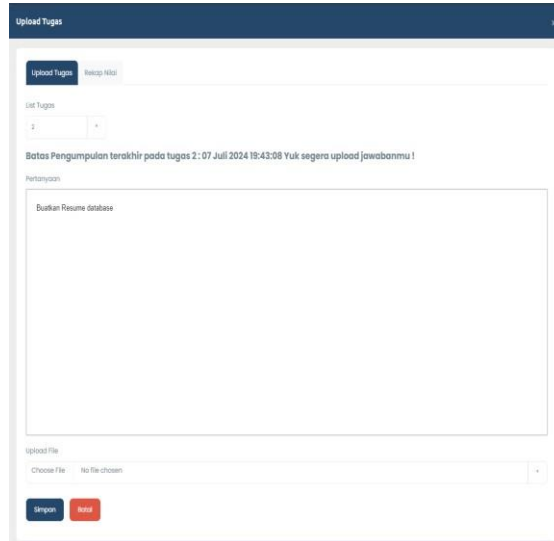 Upload Tugas
Upload Tugas Rekap Nilai
List Tugas
2
Batas Pengumpulan terakhir pada tugas 2 : 07 Juli 2024 19:43:08 Yuk segera upload jawabanmu !
Pertanyaan
Buatkan Resume database
Upload File
Choose File No file chosen
Simpan Batal